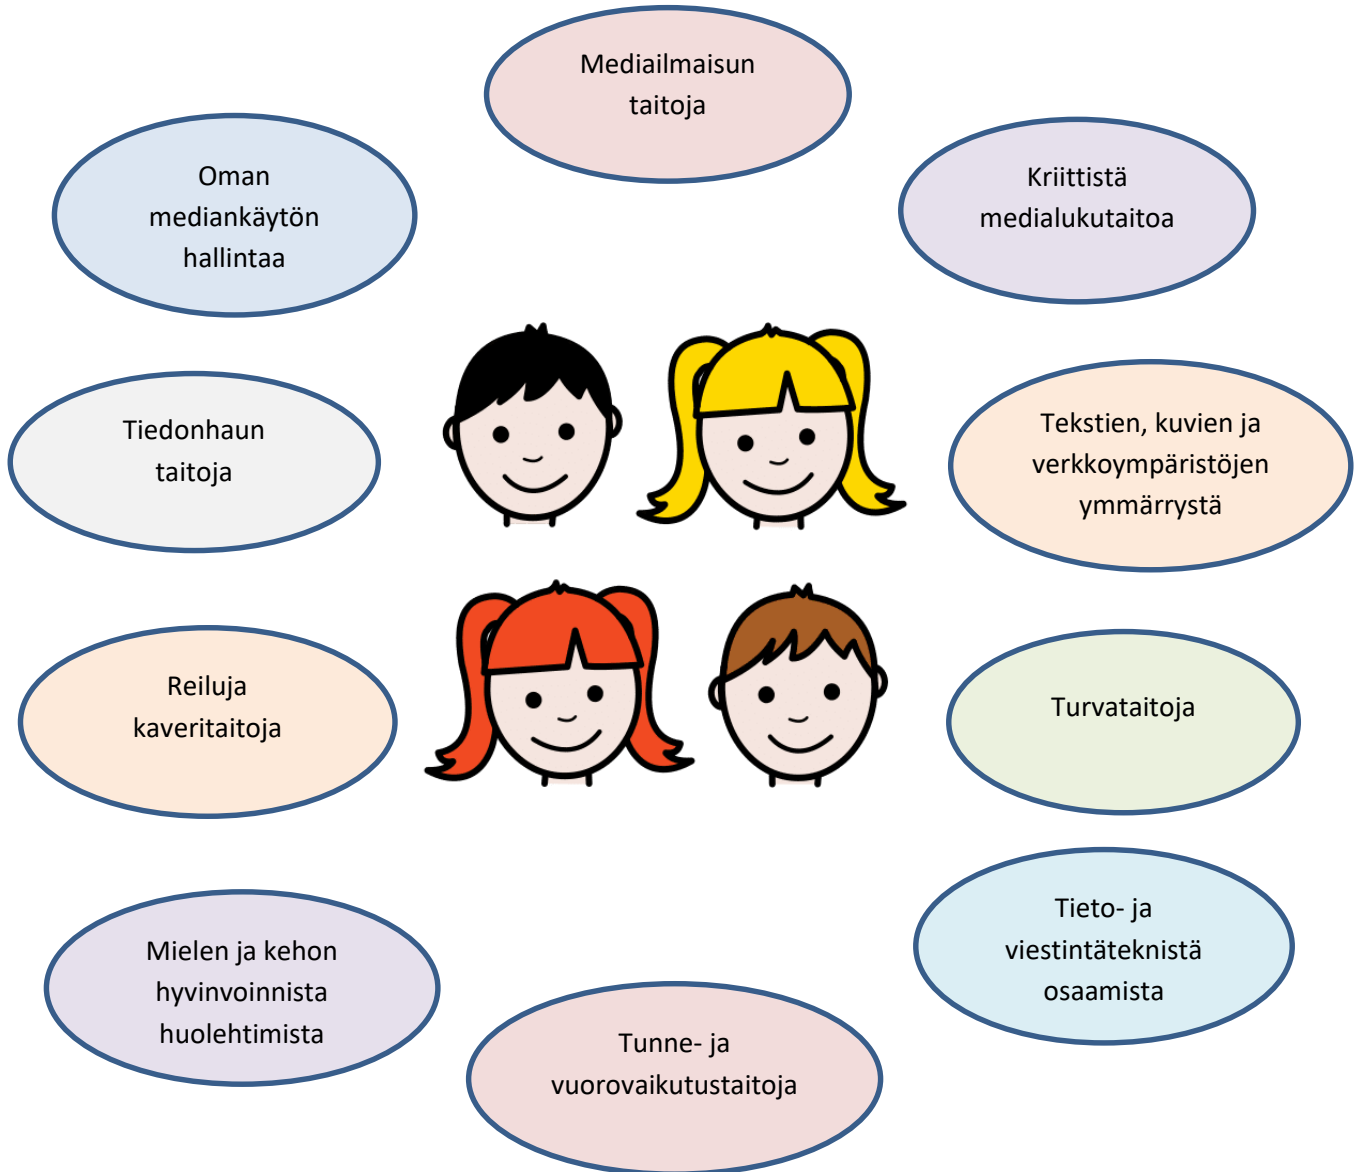 Mediailmaisun
taitoja
Oman
mediankäytön
hallintaa
Kriittistä
medialukutaitoa
Tiedonhaun
taitoja
Tekstien, kuvien ja
verkkoympäristöjen
ymmärrystä
Reiluja
kaveritaitoja
Turvataitoja
Mielen ja kehon
hyvinvoinnista
huolehtimista
Tieto- ja
viestintäteknistä
osaamista
Tunne- ja
vuorovaikutustaitoja